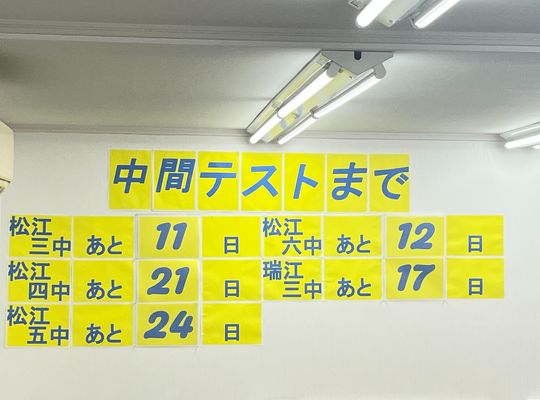 中間テストまで
松江三中 あと 11 日
松江六中 あと 12 日
松江四中 あと 21 日
瑞江三中 あと 17 日
松江五中 あと 24 日